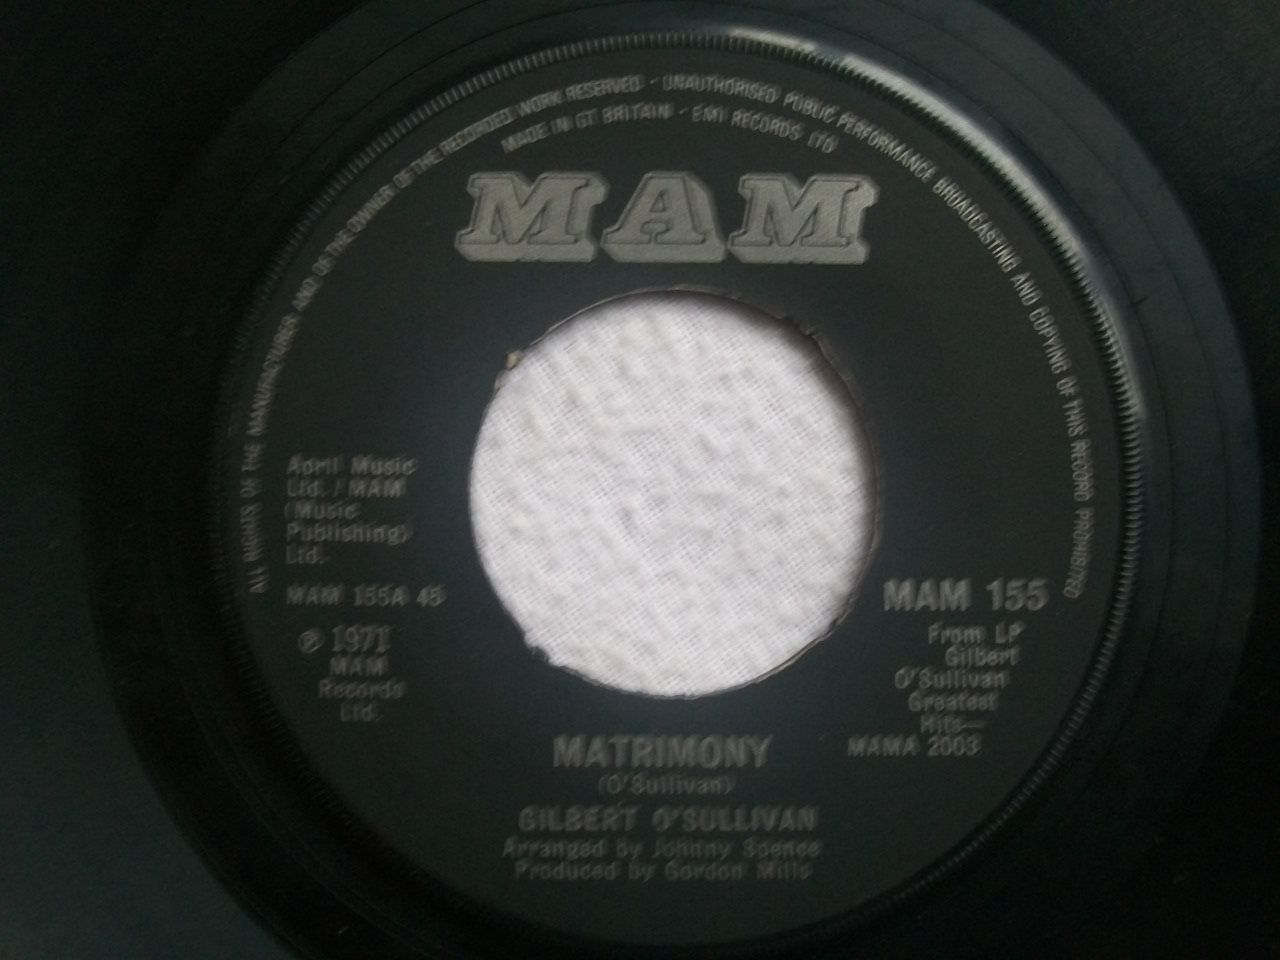 ALL RIGHTS OF THE MANUFACTURER AND OF THE OWNER OF THE RECORDED WORK RESERVED · UNAUTHORISED PUBLIC PERFORMANCE BROADCASTING AND COPYING OF THIS RECORD PROHIBITED
MADE IN GT BRITAIN · EMI RECORDS LTD
MAM
April Music
Ltd. / MAM
(Music
Publishing)
Ltd.
MAM 155A 45
℗ 1971
MAM
Records
Ltd.
MAM 155
From LP
Gilbert
O'Sullivan
Greatest
Hits—
MAMA 2003
MATRIMONY
(O'Sullivan)
GILBERT O'SULLIVAN
Arranged by Johnny Spence
Produced by Gordon Mills